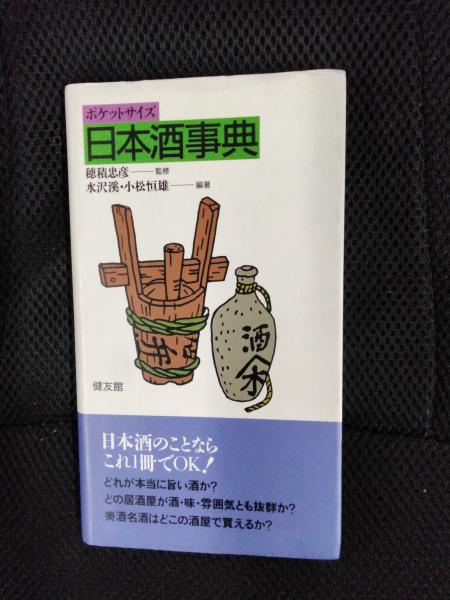 ポケットサイズ
日本酒事典
穂積忠彦――監修
水沢溪・小松恒雄――編著
弁
酒
健友館
日本酒のことなら
これ1冊でOK!
どれが本当に旨い酒か?
どの居酒屋が酒・味・雰囲気とも抜群か?
美酒名酒はどこの酒屋で買えるか?